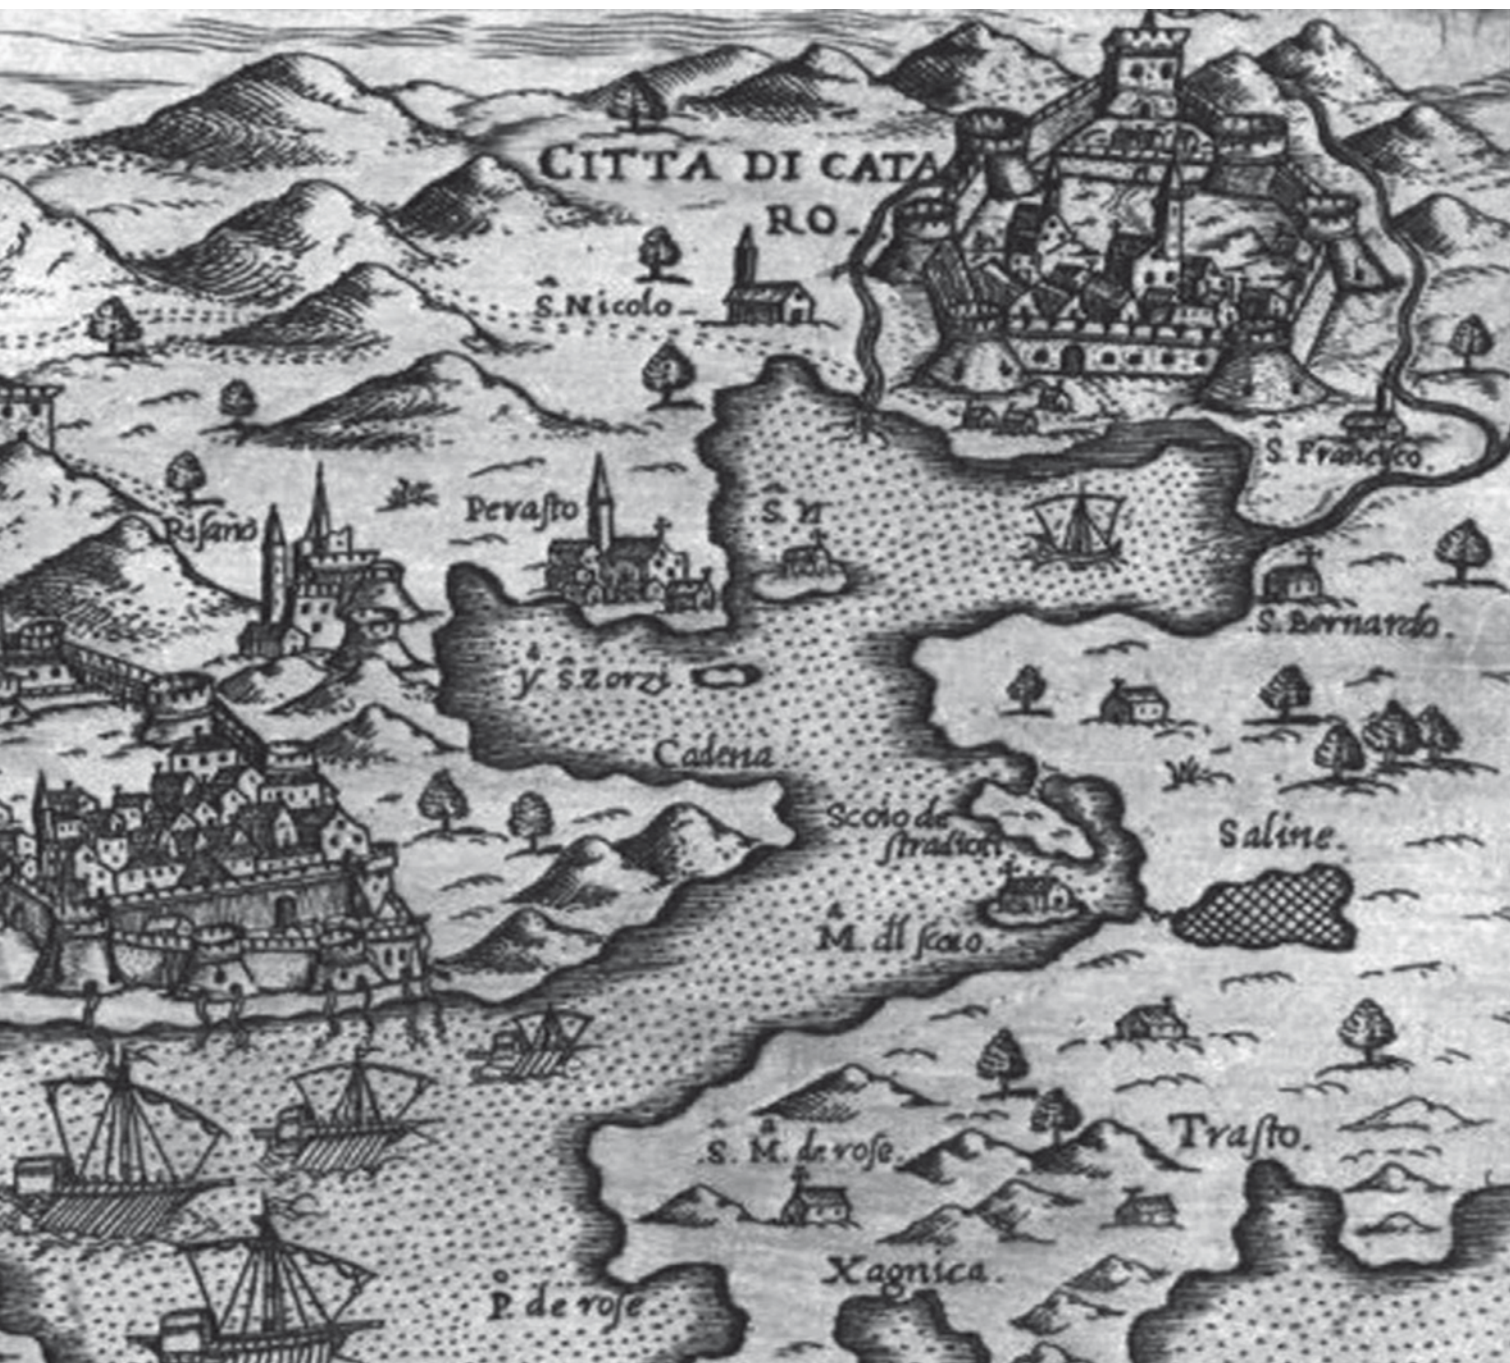 CITTA DI CATA
RO.
S. Nicolo
S. Francesco.
Perasto
S. N
Risano
S. Bernardo.
y. S. Zorzi.
Cadena
Scoio de
stradioti
Saline.
M. dll scoio.
Trasto.
.S. M. de rose.
Xagnica.
P. de rose.